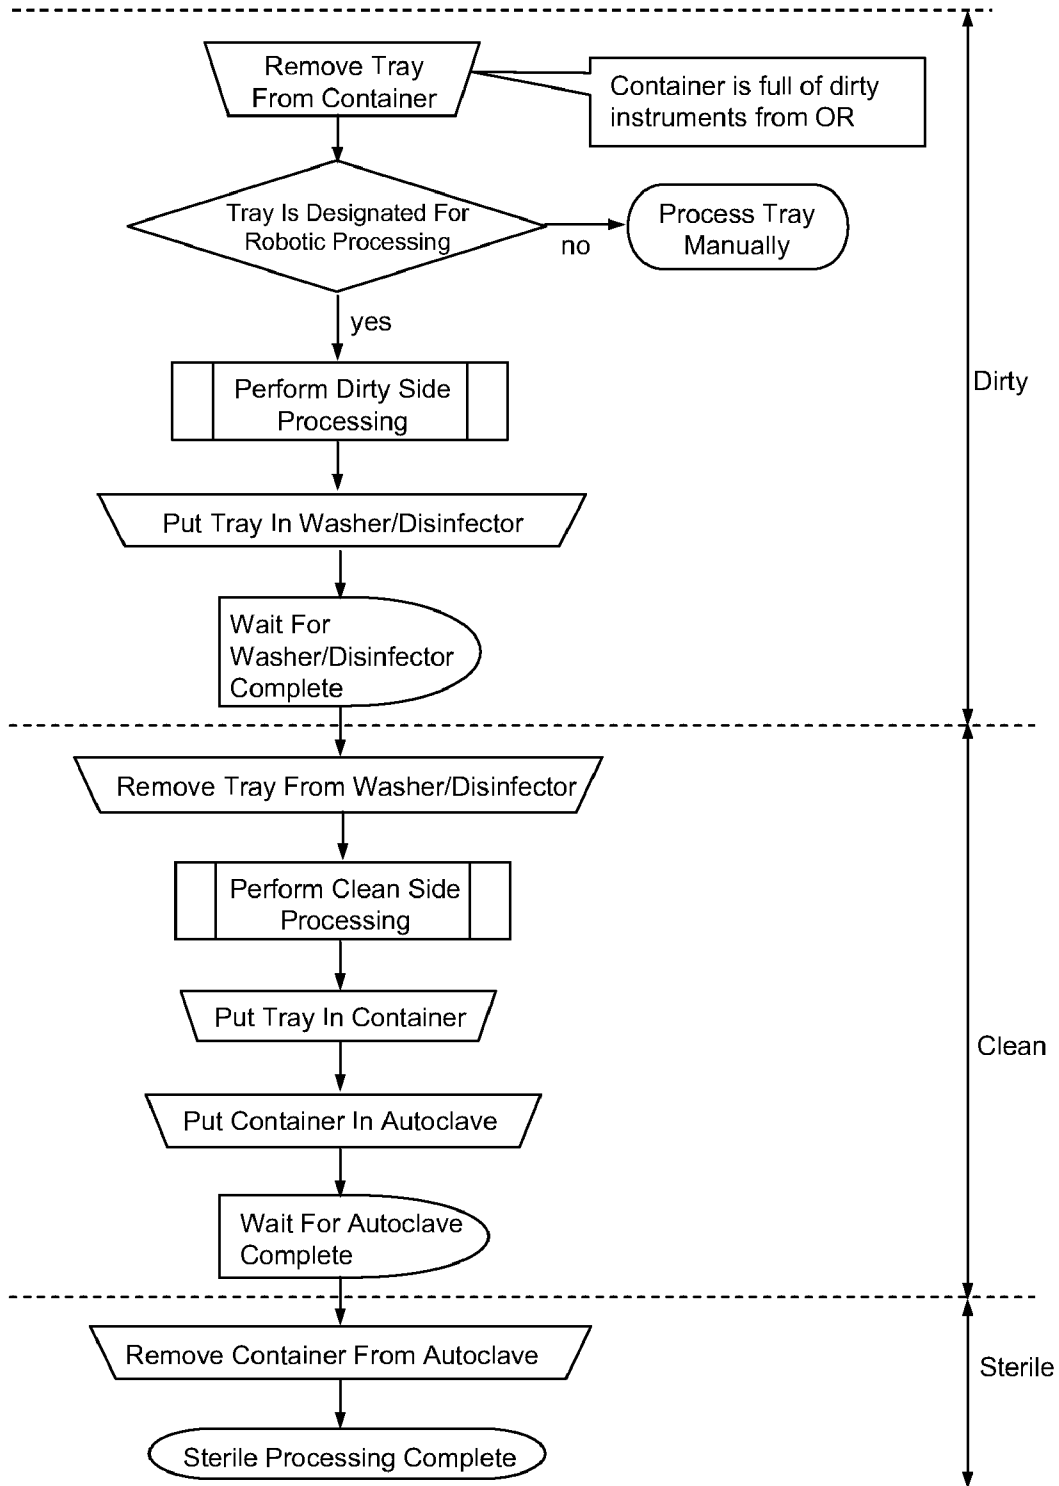 Remove Tray
From Container
Container is full of dirty
instruments from OR
Tray Is Designated For
Robotic Processing
no
Process Tray
Manually
yes
Perform Dirty Side
Processing
Dirty
Put Tray In Washer/Disinfector
Wait For
Washer/Disinfector
Complete
Remove Tray From Washer/Disinfector
Perform Clean Side
Processing
Put Tray In Container
Clean
Put Container In Autoclave
Wait For Autoclave
Complete
Remove Container From Autoclave
Sterile
Sterile Processing Complete